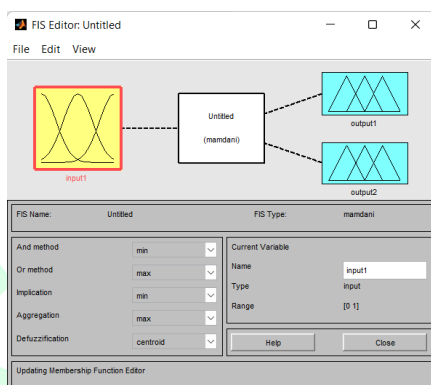 FIS Editor: Untitled
File Edit View
Untitled
(mamdani)
input1
output1
output2
FIS Name: Untitled FIS Type: mamdani
And method min
Or method max
Implication min
Aggregation max
Defuzzification centroid
Current Variable
Name input1
Type input
Range [0 1]
Help Close
Updating Membership Function Editor